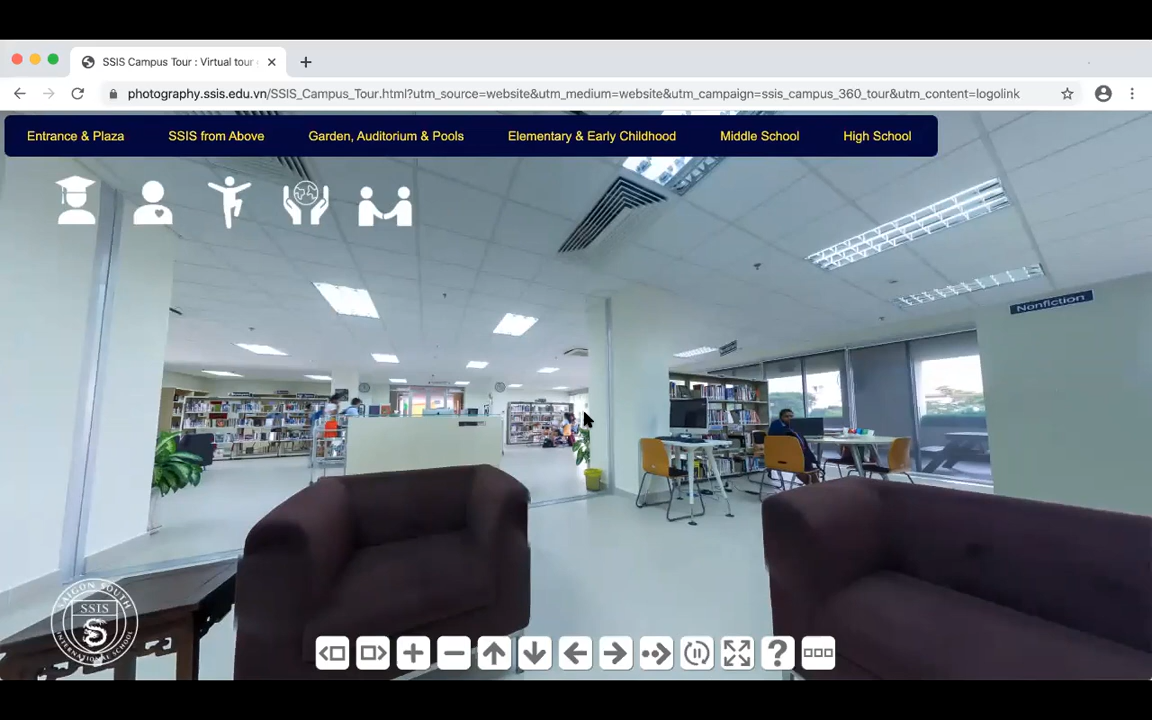 SSIS Campus Tour : Virtual tour
photography.ssis.edu.vn/SSIS_Campus_Tour.html?utm_source=website&utm_medium=website&utm_campaign=ssis_campus_360_tour&utm_content=logolink
Entrance & Plaza SSIS from Above Garden, Auditorium & Pools Elementary & Early Childhood Middle School High School
Nonfiction
SAIGON SOUTH
SSIS
INTERNATIONAL SCHOOL